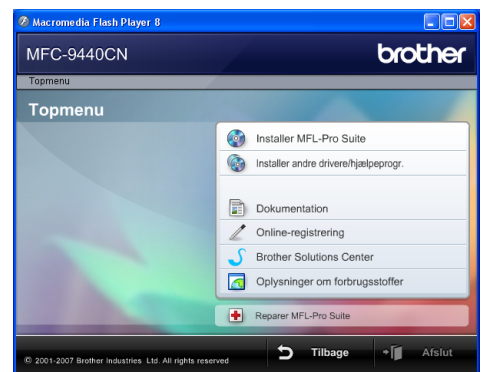 Macromedia Flash Player 8
MFC-9440CN
brother
Topmenu
Topmenu
Installer MFL-Pro Suite
Installer andre drivere/hjælpeprogr.
Dokumentation
Online-registrering
Brother Solutions Center
Oplysninger om forbrugsstoffer
Reparer MFL-Pro Suite
© 2001-2007 Brother Industries Ltd. All rights reserved
Tilbage
Afslut